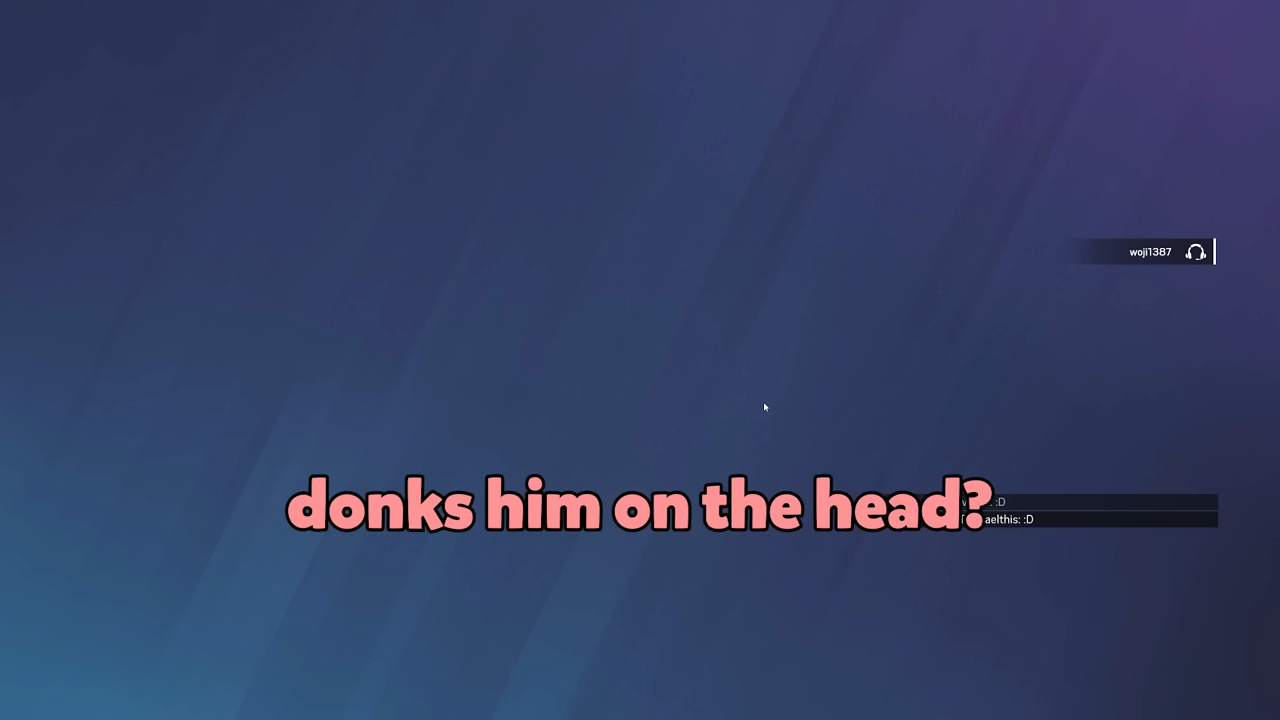 woji1387
donks him on the head?
:D
aelthis: :D